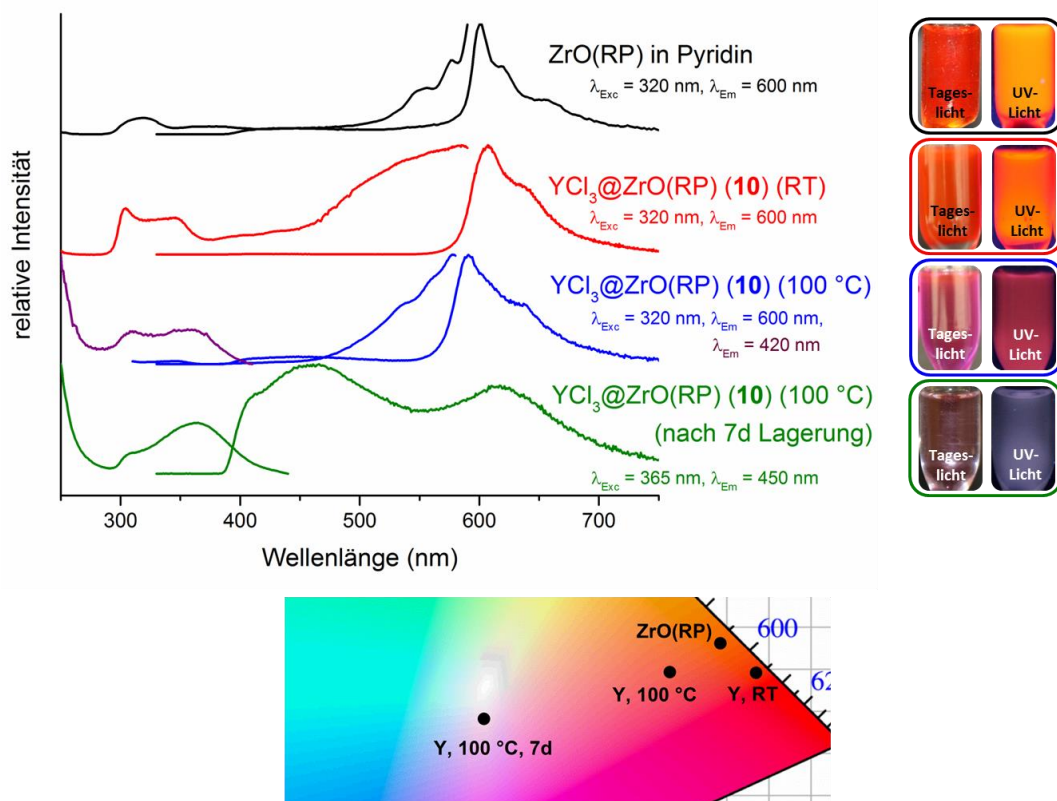 relative Intensität
ZrO(RP) in Pyridin
λExc = 320 nm, λEm = 600 nm
YCl3@ZrO(RP) (10) (RT)
λExc = 320 nm, λEm = 600 nm
YCl3@ZrO(RP) (10) (100 °C)
λExc = 320 nm, λEm = 600 nm,
λEm = 420 nm
YCl3@ZrO(RP) (10) (100 °C)
(nach 7d Lagerung)
λExc = 365 nm, λEm = 450 nm
300 400 500 600 700
Wellenlänge (nm)
Tages-
licht
UV-
Licht
Tages-
licht
UV-
Licht
Tages-
licht
UV-
Licht
Tages-
licht
UV-
Licht
ZrO(RP)
600
Y, 100 °C
Y, RT
62
Y, 100 °C, 7d